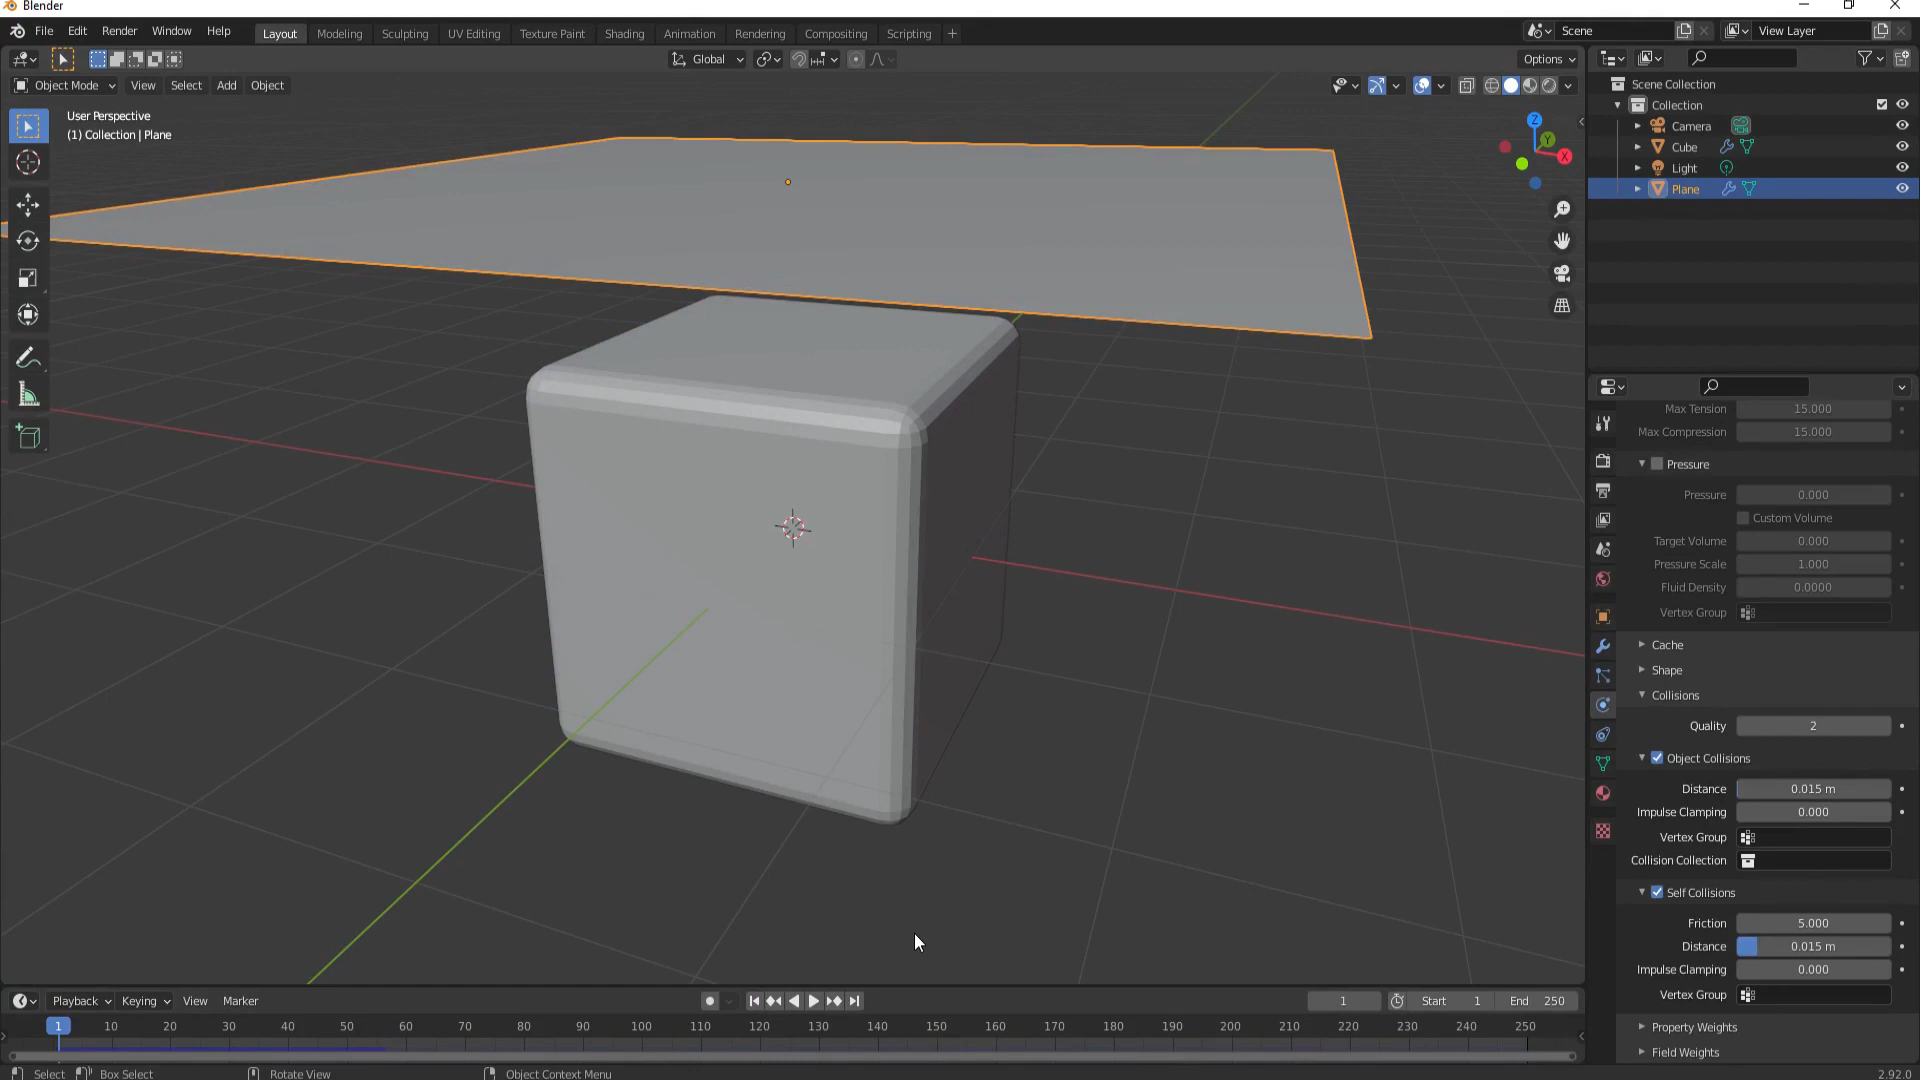 Blender
File Edit Render Window Help
Layout Modeling Sculpting UV Editing Texture Paint Shading Animation Rendering Compositing Scripting +
Scene
View Layer
Global
Options
Object Mode View Select Add Object
User Perspective
(1) Collection | Plane
Z
Y
X
Scene Collection
Collection
Camera
Cube
Light
Plane
Max Tension 15.000
Max Compression 15.000
Pressure
Pressure 0.000
Custom Volume
Target Volume 0.000
Pressure Scale 1.000
Fluid Density 0.0000
Vertex Group
Cache
Shape
Collisions
Quality 2
Object Collisions
Distance 0.015 m
Impulse Clamping 0.000
Vertex Group
Collision Collection
Self Collisions
Friction 5.000
Distance 0.015 m
Impulse Clamping 0.000
Vertex Group
Property Weights
Field Weights
Playback Keying View Marker
1 Start 1 End 250
1 10 20 30 40 50 60 70 80 90 100 110 120 130 140 150 160 170 180 190 200 210 220 230 240 250
Select Box Select Rotate View Object Context Menu 2.92.0